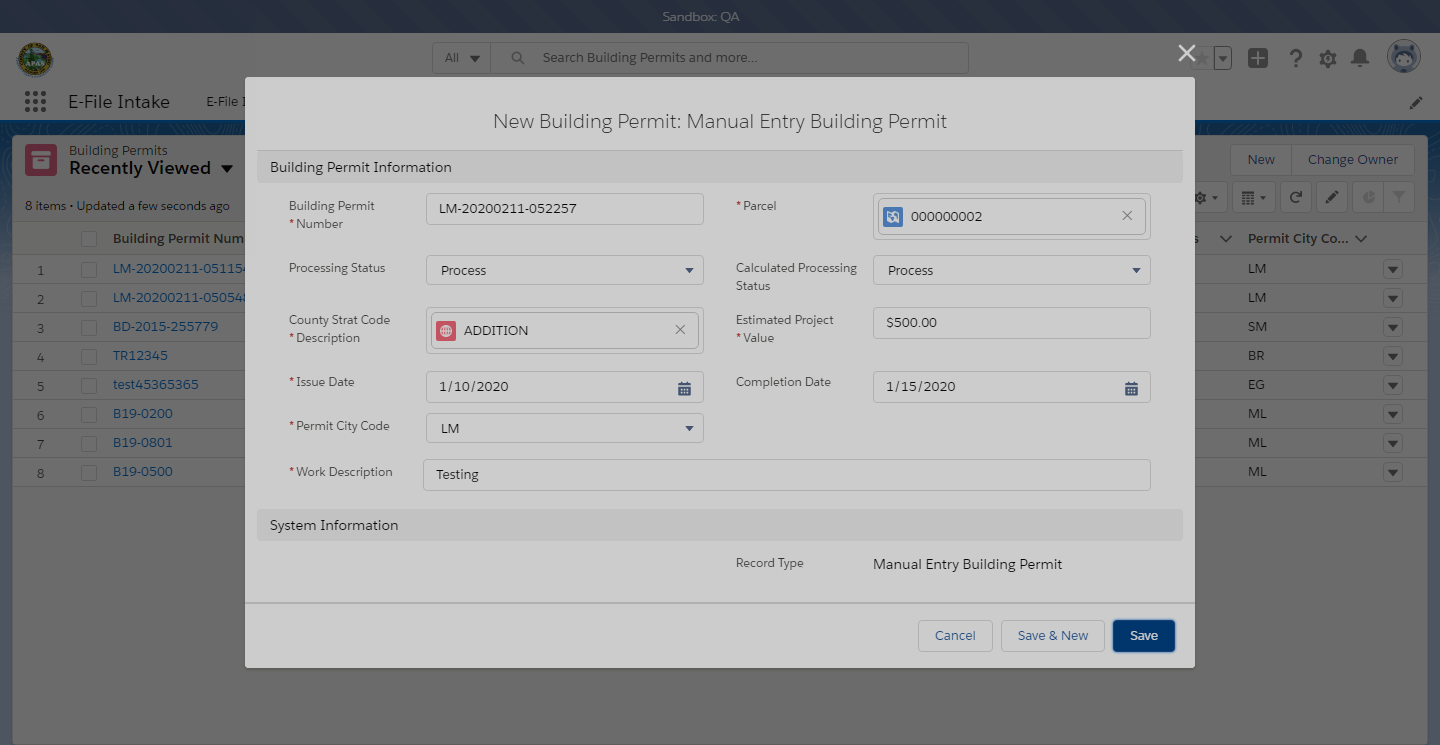 Sandbox: QA
APAS
All
Search Building Permits and more...
E-File Intake
E-File I
Building Permits
Recently Viewed
8 items • Updated a few seconds ago
New
Change Owner
Building Permit Num
s
Permit City Co...
1
LM-20200211-051154
LM
2
LM-20200211-050548
LM
3
BD-2015-255779
SM
4
TR12345
BR
5
test45365365
EG
6
B19-0200
ML
7
B19-0801
ML
8
B19-0500
ML
New Building Permit: Manual Entry Building Permit
Building Permit Information
Building Permit
*Number
LM-20200211-052257
*Parcel
000000002
Processing Status
Process
Calculated Processing
Status
Process
County Strat Code
*Description
ADDITION
Estimated Project
*Value
$500.00
*Issue Date
1/10/2020
Completion Date
1/15/2020
*Permit City Code
LM
*Work Description
Testing
System Information
Record Type
Manual Entry Building Permit
Cancel
Save & New
Save